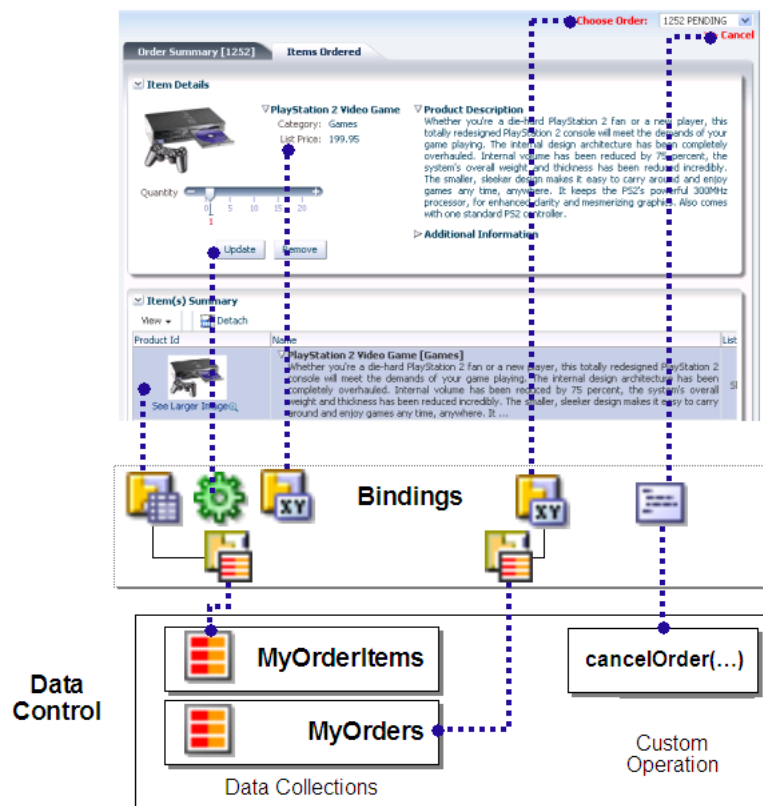 Choose Order: 1252 PENDING
Cancel
Order Summary [1252] Items Ordered
Item Details
PlayStation 2 Video Game
Category: Games
List Price: 199.95
Product Description
Whether you're a die-hard PlayStation 2 fan or a new player, this
totally redesigned PlayStation 2 console will meet the demands of your
game playing. The internal design architecture has been completely
overhauled. Internal volume has been reduced by 75 percent, the
system's overall weight and thickness has been reduced incredibly.
The smaller, sleeker design makes it easy to carry around and enjoy
games any time, anywhere. It keeps the PS2's powerful 300MHz
processor, for enhanced clarity and mesmerizing graphics. Also comes
with one standard PS2 controller.
Additional Information
Quantity
0 5 10 15 20
1
Update Remove
Item(s) Summary
View Detach
Product Id Name List
See Larger Image
PlayStation 2 Video Game [Games]
Whether you're a die-hard PlayStation 2 fan or a new player, this totally redesigned PlayStation 2
console will meet the demands of your game playing. The internal design architecture has been
completely overhauled. Internal volume has been reduced by 75 percent, the system's overall
weight and thickness has been reduced incredibly. The smaller, sleeker design makes it easy to carry
around and enjoy games any time, anywhere. It ...
XY
Bindings
XY
Data
Control
MyOrderItems
MyOrders
Data Collections
cancelOrder(...)
Custom
Operation